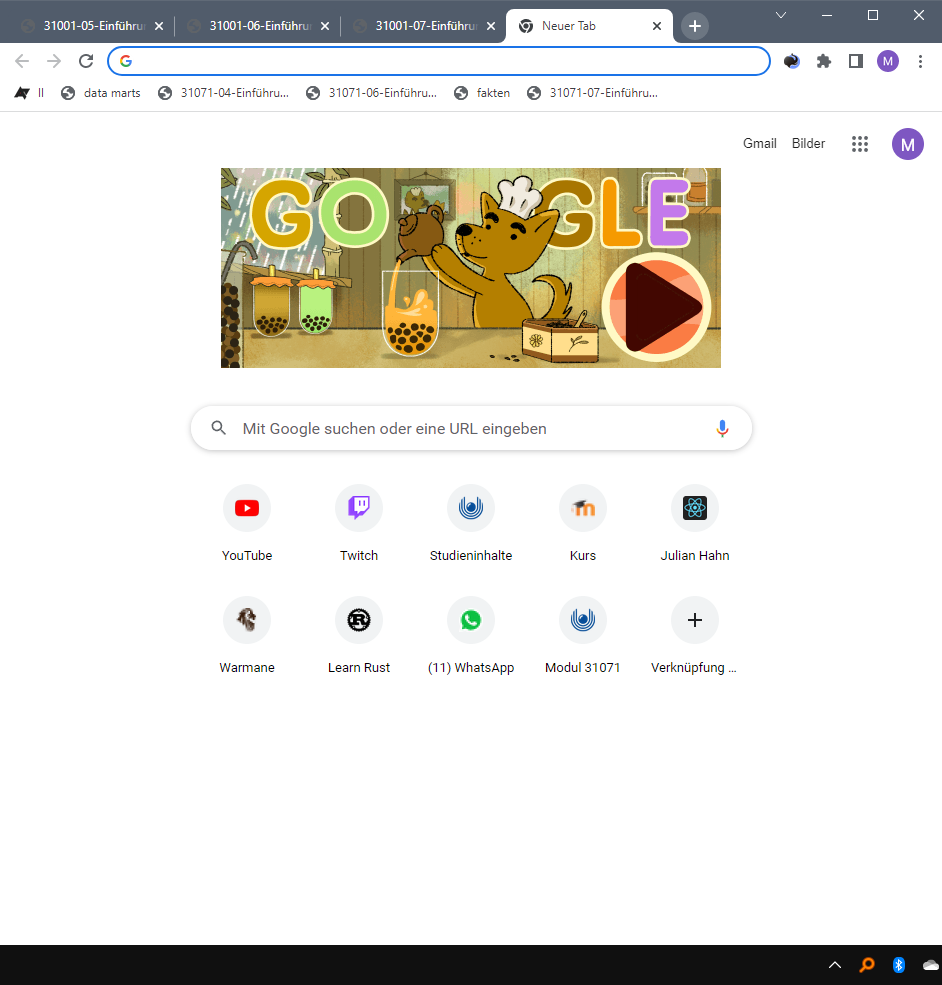 31001-05-Einführu
31001-06-Einführu
31001-07-Einführu
Neuer Tab
M
ll
data marts
31071-04-Einführu...
31071-06-Einführu...
fakten
31071-07-Einführu...
Gmail
Bilder
M
GOGLE
Mit Google suchen oder eine URL eingeben
YouTube
Twitch
Studieninhalte
Kurs
Julian Hahn
Warmane
Learn Rust
(11) WhatsApp
Modul 31071
Verknüpfung ...